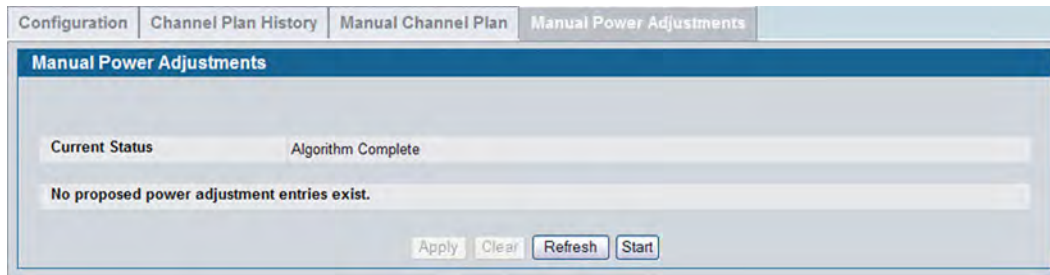 Configuration Channel Plan History Manual Channel Plan Manual Power Adjustments
Manual Power Adjustments
Current Status Algorithm Complete
No proposed power adjustment entries exist.
Apply Clear Refresh Start